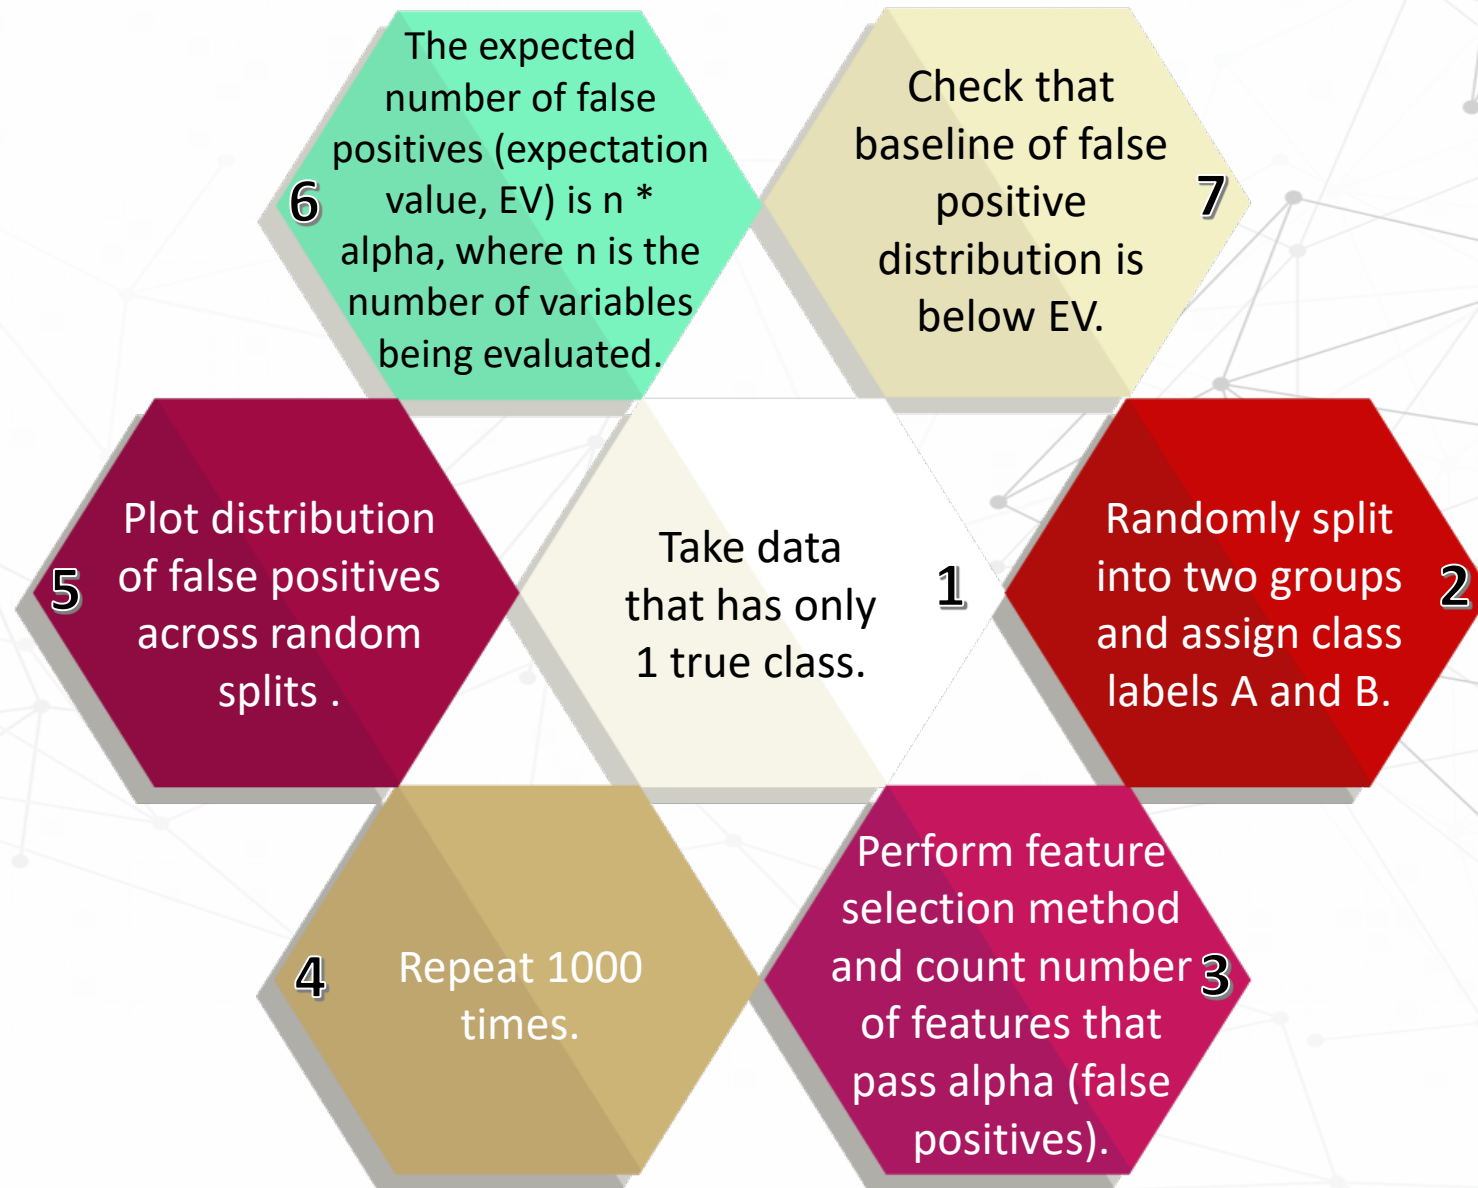 The expected
number of false
positives (expectation
value, EV) is n *
alpha, where n is the
number of variables
being evaluated.
6
Check that
baseline of false
positive
distribution is
below EV.
7
Plot distribution
of false positives
across random
splits .
5
Take data
that has only
1 true class.
1
Randomly split
into two groups
and assign class
labels A and B.
2
Repeat 1000
times.
4
Perform feature
selection method
and count number
of features that
pass alpha (false
positives).
3